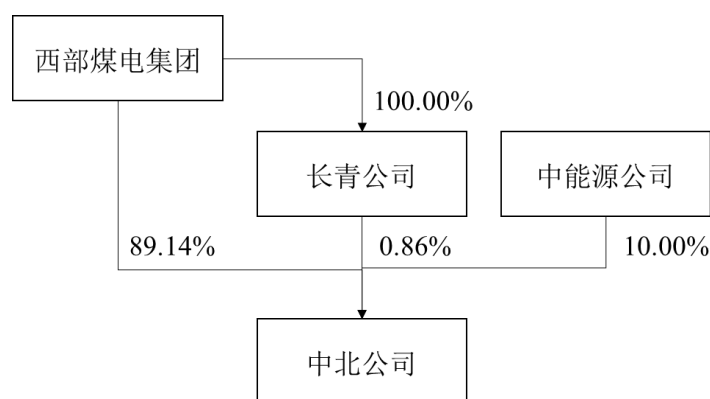 西部煤电集团
100.00%
长青公司
中能源公司
89.14%
0.86%
10.00%
中北公司